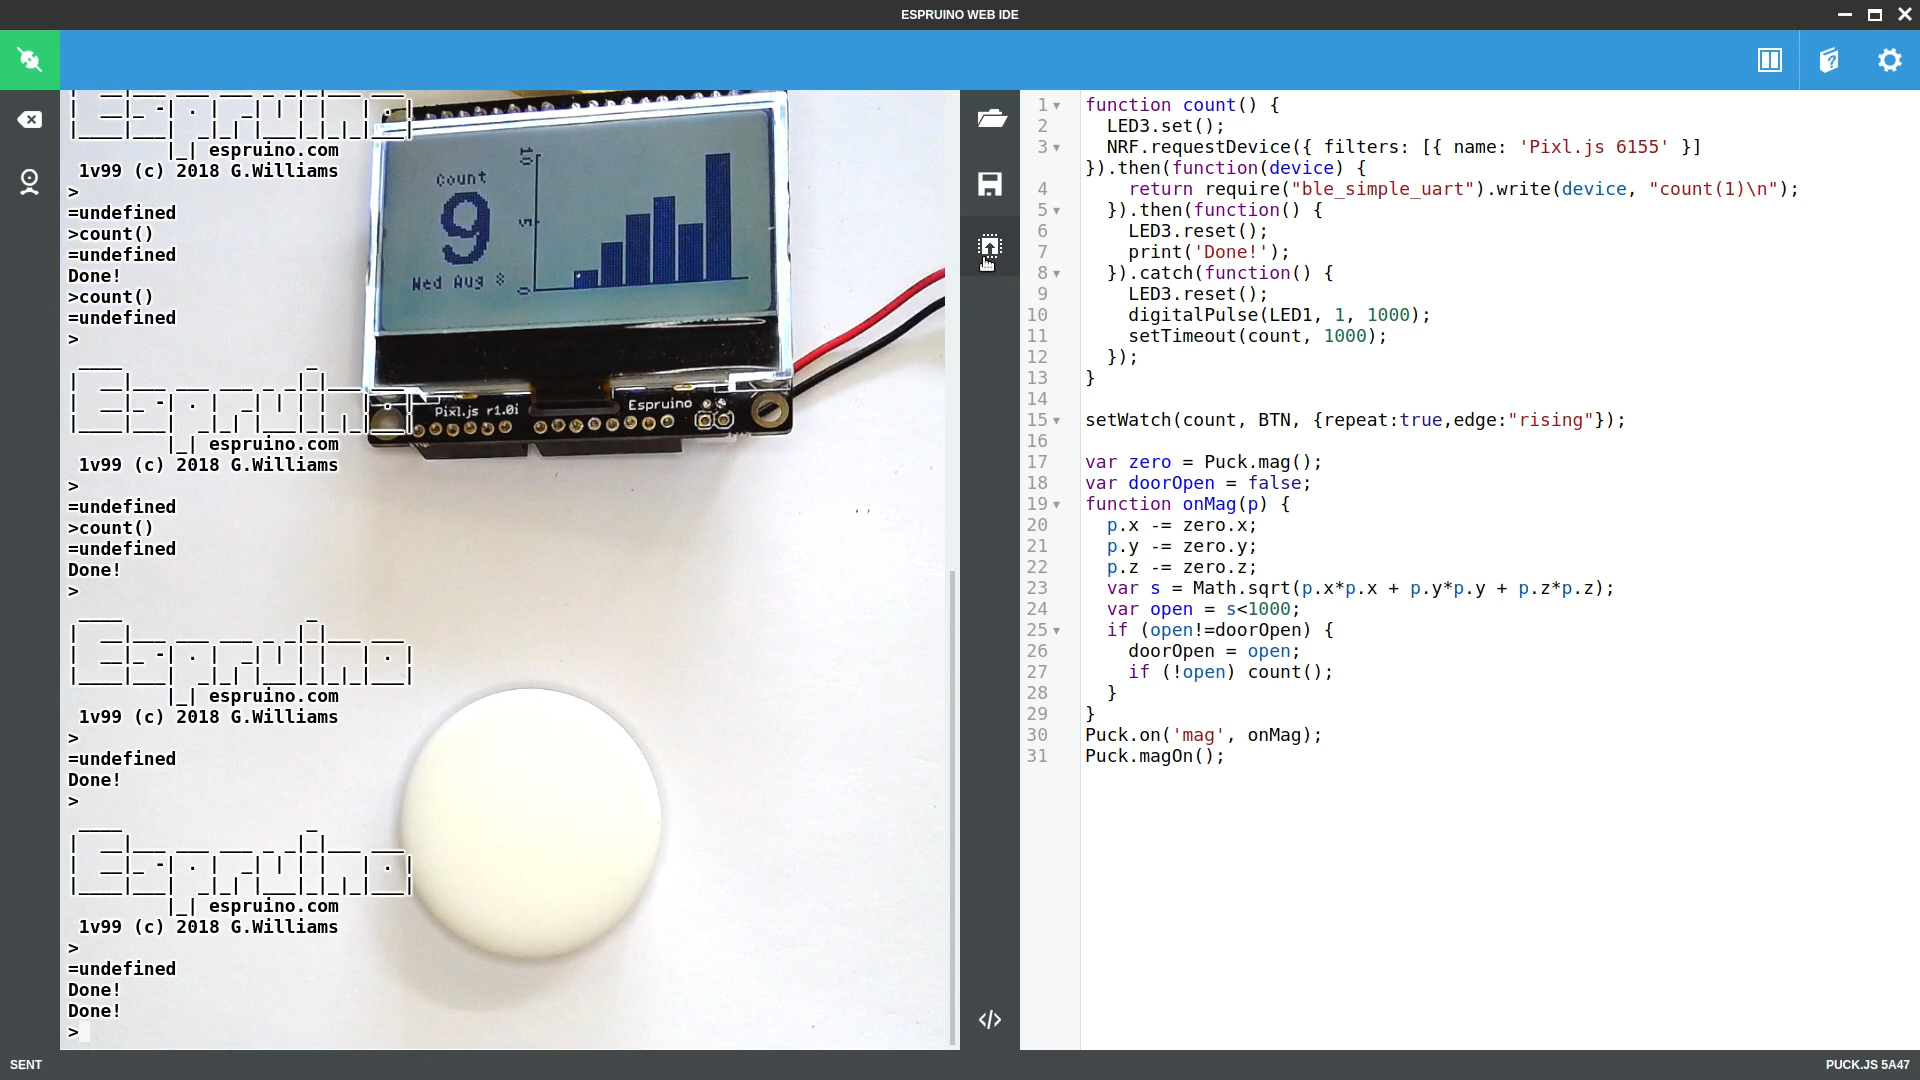 ESPRUINO WEB IDE
|_| espruino.com
1v99 (c) 2018 G.Williams
>
=undefined
>count()
=undefined
Done!
>count()
=undefined
>
|_| espruino.com
1v99 (c) 2018 G.Williams
>
=undefined
>count()
=undefined
Done!
>
|_| espruino.com
1v99 (c) 2018 G.Williams
>
=undefined
Done!
>
|_| espruino.com
1v99 (c) 2018 G.Williams
>
=undefined
Done!
Done!
>
Count
9
Wed Aug 8
10
5
0
Pixl.js r1.0i
Espruino
1 function count() {
2 LED3.set();
3 NRF.requestDevice({ filters: [{ name: 'Pixl.js 6155' }]
}).then(function(device) {
4 return require("ble_simple_uart").write(device, "count(1)\n");
5 }).then(function() {
6 LED3.reset();
7 print('Done!');
8 }).catch(function() {
9 LED3.reset();
10 digitalPulse(LED1, 1, 1000);
11 setTimeout(count, 1000);
12 });
13 }
14
15 setWatch(count, BTN, {repeat:true,edge:"rising"});
16
17 var zero = Puck.mag();
18 var doorOpen = false;
19 function onMag(p) {
20 p.x -= zero.x;
21 p.y -= zero.y;
22 p.z -= zero.z;
23 var s = Math.sqrt(p.x*p.x + p.y*p.y + p.z*p.z);
24 var open = s<1000;
25 if (open!=doorOpen) {
26 doorOpen = open;
27 if (!open) count();
28 }
29 }
30 Puck.on('mag', onMag);
31 Puck.magOn();
SENT
PUCK.JS 5A47